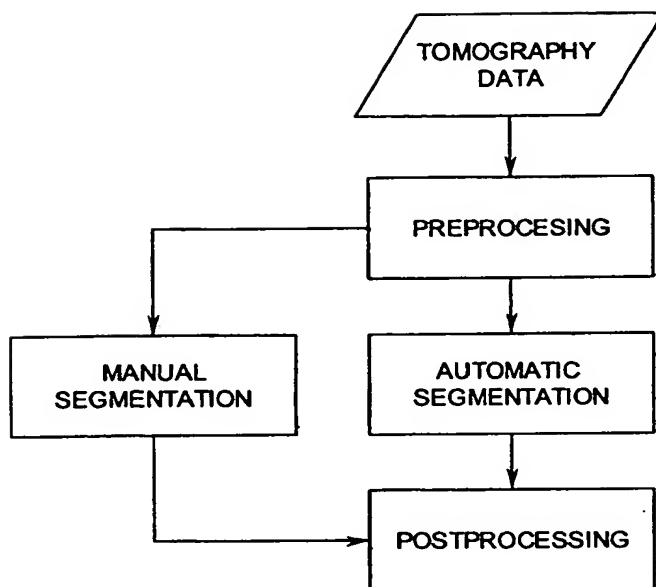 TOMOGRAPHY
DATA
PREPROCESING
MANUAL
SEGMENTATION
AUTOMATIC
SEGMENTATION
POSTPROCESSING